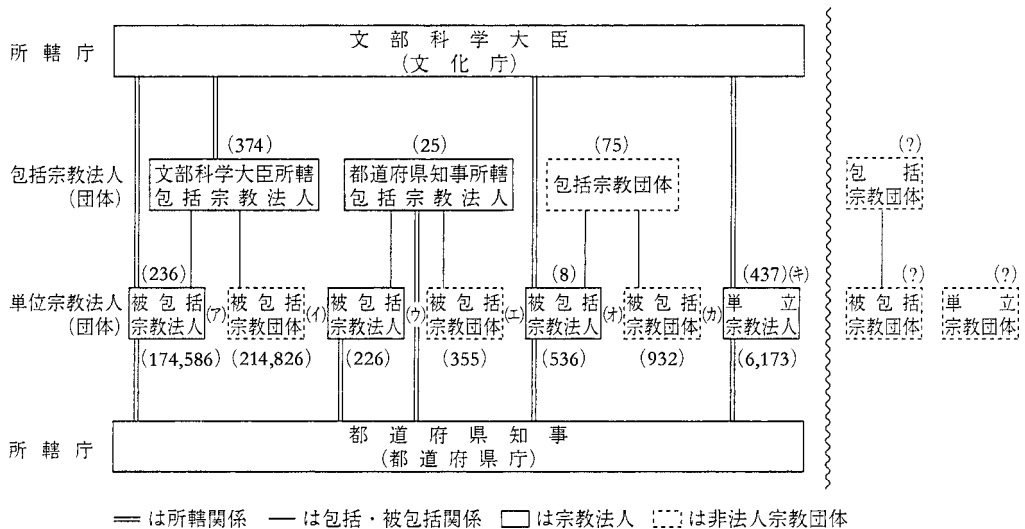 所轄庁
文部科学大臣
(文化庁)
(374)
(25)
(75)
(?)
包括宗教法人
(団体)
文部科学大臣所轄
包括宗教法人
都道府県知事所轄
包括宗教法人
包括宗教団体
包括
宗教団体
(236)
(8)
(437)(キ)
(?)
(?)
単位宗教法人
(団体)
被包括
宗教法人
(ア)
被包括
宗教団体
(イ)
被包括
宗教法人
(ウ)
被包括
宗教団体
(エ)
被包括
宗教法人
(オ)
被包括
宗教団体
(カ)
単立
宗教法人
被包括
宗教団体
単立
宗教団体
(174,586)
(214,826)
(226)
(355)
(536)
(932)
(6,173)
所轄庁
都道府県知事
(都道府県庁)
は所轄関係 は包括・被包括関係 は宗教法人 は非法人宗教団体